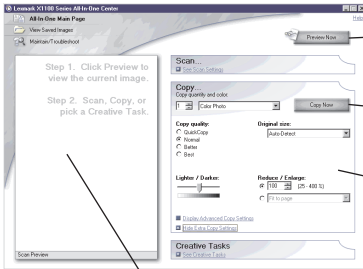 Lexmark X1100 Series All-In-One Center
All-In-One Main Page
Help
View Saved Images
Maintain/Troubleshoot
Preview Now
Step 1. Click Preview to
view the current image.
Step 2. Scan, Copy, or
pick a Creative Task.
Scan Preview
Scan...
See Scan Settings
Copy...
Copy quantity and color.
1
Color Photo
Copy Now
Copy quality:
QuickCopy
Normal
Better
Best
Original size:
Auto-Detect
Lighter / Darker:
Reduce / Enlarge:
100
(25 - 400 %)
Fit to page
Display Advanced Copy Settings
Hide Extra Copy Settings
Creative Tasks
See Creative Tasks